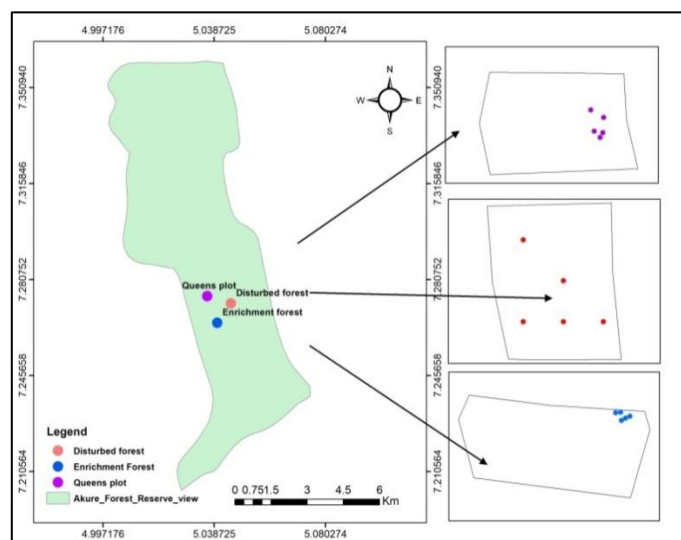 4.997176 5.038725 5.080274
7.350940
7.315846
7.280752
7.245658
7.210564
N
W E
S
Queens plot
Disturbed forest
Enrichment forest
Legend
Disturbed forest
Enrichment Forest
Queens plot
Akure_Forest_Reserve_view
0 0.75 1.5 3 4.5 6
Km
7.350940
7.315846
7.280752
7.245658
7.210564
4.997176 5.038725 5.080274